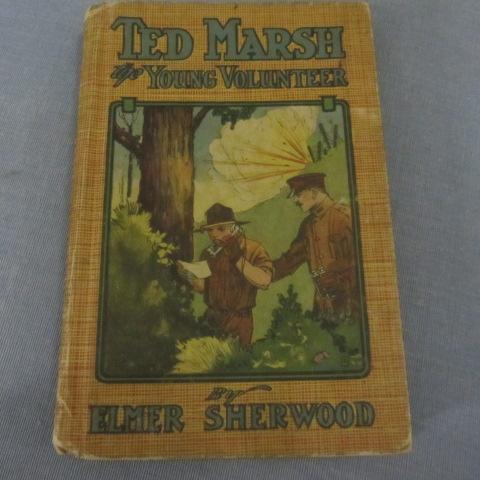 TED MARSH
the YOUNG VOLUNTEER
BY
ELMER SHERWOOD